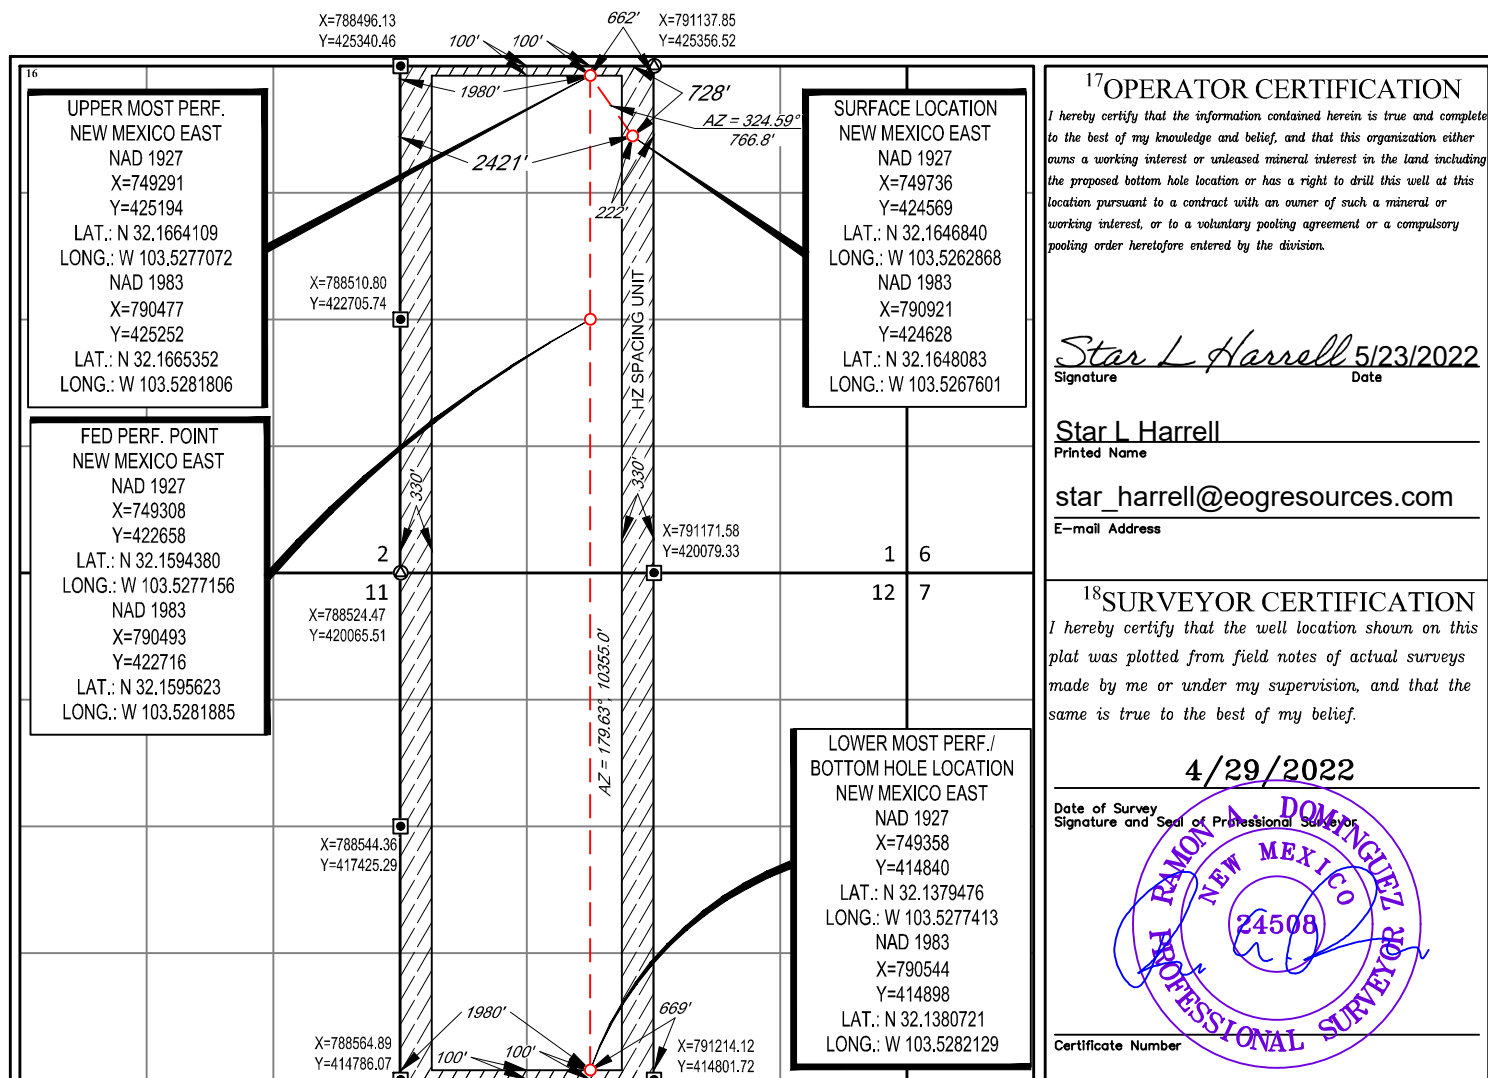 X=788496.13
Y=425340.46
100'
100'
662'
X=791137.85
Y=425356.52
16
1980'
728'
AZ = 324.59°
766.8'
2421'
222'
UPPER MOST PERF.
NEW MEXICO EAST
NAD 1927
X=749291
Y=425194
LAT.: N 32.1664109
LONG.: W 103.5277072
NAD 1983
X=790477
Y=425252
LAT.: N 32.1665352
LONG.: W 103.5281806
SURFACE LOCATION
NEW MEXICO EAST
NAD 1927
X=749736
Y=424569
LAT.: N 32.1646840
LONG.: W 103.5262868
NAD 1983
X=790921
Y=424628
LAT.: N 32.1648083
LONG.: W 103.5267601
X=788510.80
Y=422705.74
HZ SPACING UNIT
FED PERF. POINT
NEW MEXICO EAST
NAD 1927
X=749308
Y=422658
LAT.: N 32.1594380
LONG.: W 103.5277156
NAD 1983
X=790493
Y=422716
LAT.: N 32.1595623
LONG.: W 103.5281885
330'
330'
X=791171.58
Y=420079.33
2
1
6
11
12
7
X=788524.47
Y=420065.51
AZ = 179.63° 10355.0'
LOWER MOST PERF./
BOTTOM HOLE LOCATION
NEW MEXICO EAST
NAD 1927
X=749358
Y=414840
LAT.: N 32.1379476
LONG.: W 103.5277413
NAD 1983
X=790544
Y=414898
LAT.: N 32.1380721
LONG.: W 103.5282129
X=788544.36
Y=417425.29
1980'
669'
X=788564.89
Y=414786.07
100'
100'
X=791214.12
Y=414801.72
17OPERATOR CERTIFICATION
I hereby certify that the information contained herein is true and complete
to the best of my knowledge and belief, and that this organization either
owns a working interest or unleased mineral interest in the land including
the proposed bottom hole location or has a right to drill this well at this
location pursuant to a contract with an owner of such a mineral or
working interest, or to a voluntary pooling agreement or a compulsory
pooling order heretofore entered by the division.
Star L Harrell 5/23/2022
Signature Date
Star L Harrell
Printed Name
star_harrell@eogresources.com
E-mail Address
18SURVEYOR CERTIFICATION
I hereby certify that the well location shown on this
plat was plotted from field notes of actual surveys
made by me or under my supervision, and that the
same is true to the best of my belief.
4/29/2022
Date of Survey
Signature and Seal of Professional Surveyor
RAMON A. DOMINGUEZ
NEW MEXICO
24508
PROFESSIONAL SURVEYOR
Certificate Number